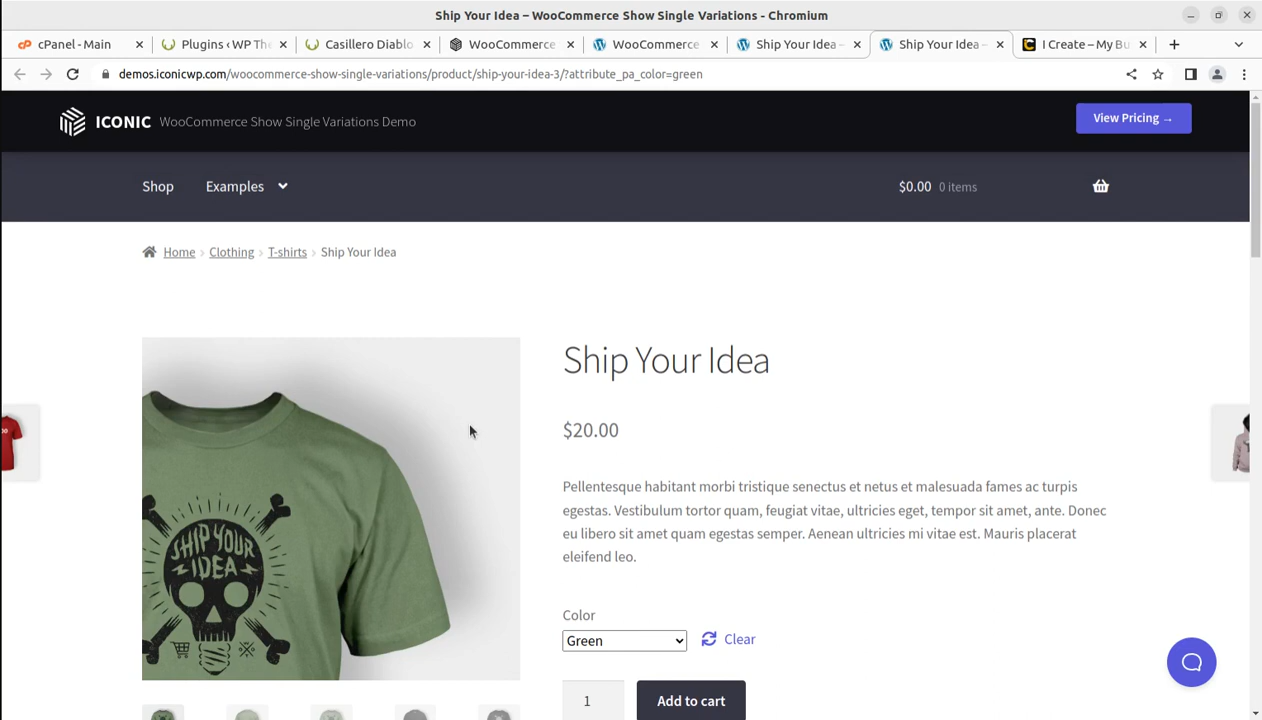 Ship Your Idea – WooCommerce Show Single Variations - Chromium
cPanel - Main
Plugins ‹ WP The
Casillero Diablo
WooCommerce
WooCommerce
Ship Your Idea –
Ship Your Idea –
I Create – My Bu
demos.iconicwp.com/woocommerce-show-single-variations/product/ship-your-idea-3/?attribute_pa_color=green
ICONIC WooCommerce Show Single Variations Demo
View Pricing →
Shop
Examples
$0.00 0 items
Home › Clothing › T-shirts › Ship Your Idea
SHIP YOUR
IDEA
Ship Your Idea
$20.00
Pellentesque habitant morbi tristique senectus et netus et malesuada fames ac turpis
egestas. Vestibulum tortor quam, feugiat vitae, ultricies eget, tempor sit amet, ante. Donec
eu libero sit amet quam egestas semper. Aenean ultricies mi vitae est. Mauris placerat
eleifend leo.
Color
Green
Clear
1
Add to cart